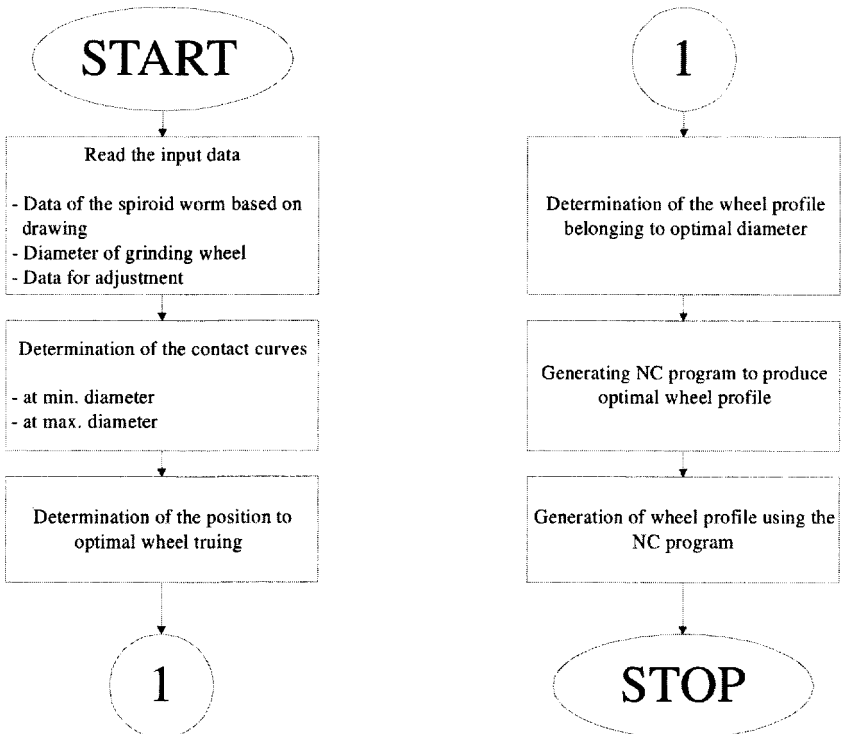 START
Read the input data
- Data of the spiroid worm based on
drawing
- Diameter of grinding wheel
- Data for adjustment
Determination of the contact curves
- at min. diameter
- at max. diameter
Determination of the position to
optimal wheel truing
1
1
Determination of the wheel profile
belonging to optimal diameter
Generating NC program to produce
optimal wheel profile
Generation of wheel profile using the
NC program
STOP